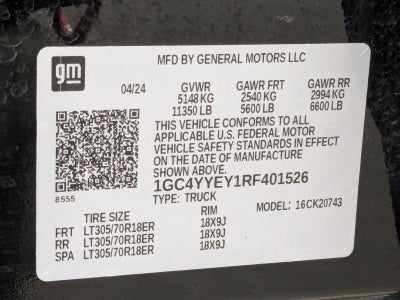 gm
MFD BY GENERAL MOTORS LLC
04/24 GVWR GAWR FRT GAWR RR
5148 KG 2540 KG 2994 KG
11350 LB 5600 LB 6600 LB
THIS VEHICLE CONFORMS TO ALL
APPLICABLE U.S. FEDERAL MOTOR
VEHICLE SAFETY STANDARDS IN EFFECT
ON THE DATE OF MANUFACTURE
SHOWN ABOVE.
1GC4YYEY1RF401526
8555 TYPE: TRUCK
MODEL: 16CK20743
TIRE SIZE RIM
FRT LT305/70R18ER 18X9J
RR LT305/70R18ER 18X9J
SPA LT305/70R18ER 18X9J